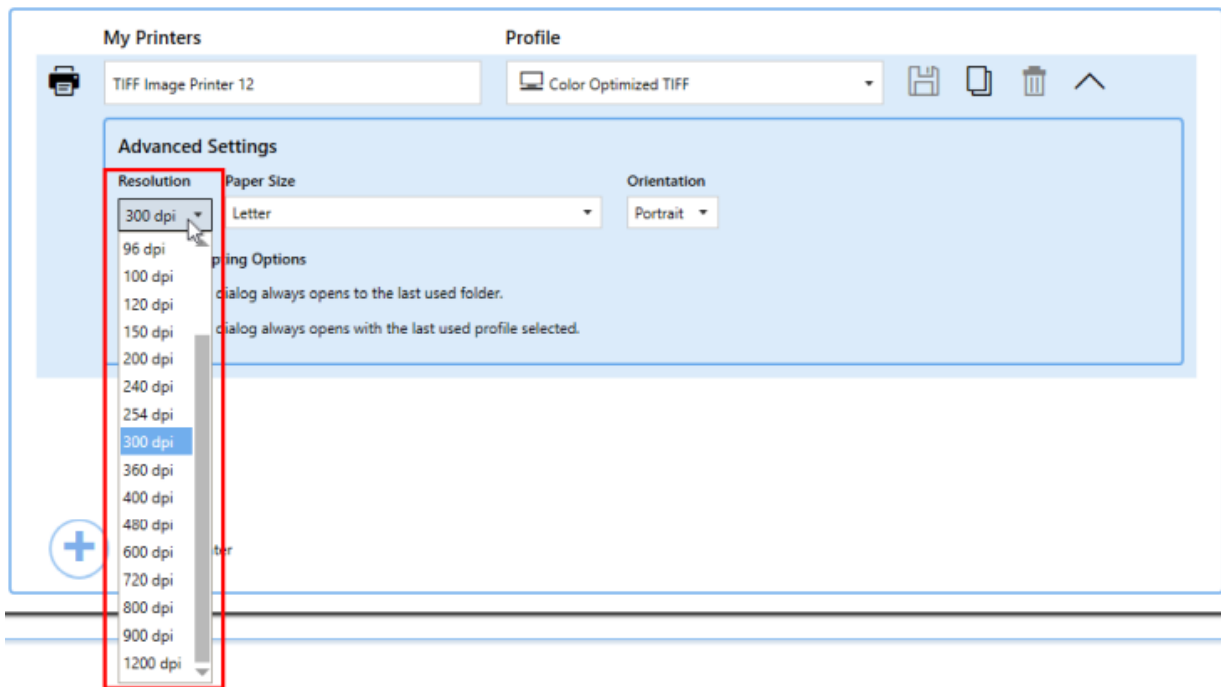 My Printers Profile
TIFF Image Printer 12 Color Optimized TIFF
Advanced Settings
Resolution Paper Size Orientation
300 dpi Letter Portrait
96 dpi
Options
100 dpi
dialog always opens to the last used folder.
120 dpi
150 dpi
dialog always opens with the last used profile selected.
200 dpi
240 dpi
254 dpi
300 dpi
360 dpi
400 dpi
480 dpi
600 dpi
720 dpi
800 dpi
900 dpi
1200 dpi